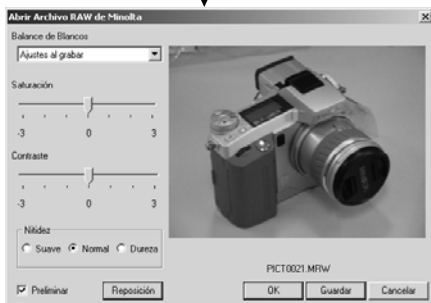 Abrir Archivo RAW de Minolta
Balance de Blancos
Ajustes al grabar
Saturación
-3 0 3
Contraste
-3 0 3
Nitidez
Suave Normal Dureza
PICT0021.MRW
Preliminar Reposición OK Guardar Cancelar